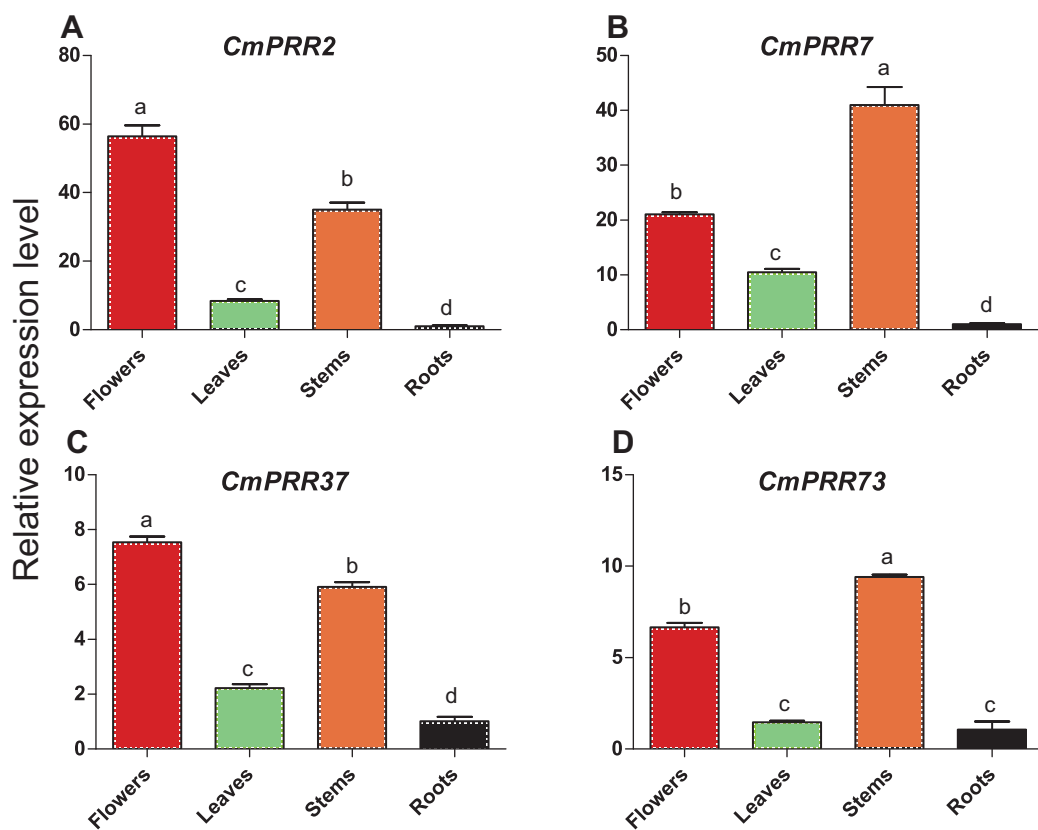 Relative expression level
A
CmPRR2
80
60
40
20
0
a
c
b
d
Flowers
Leaves
Stems
Roots
B
CmPRR7
50
40
30
20
10
0
b
c
a
d
Flowers
Leaves
Stems
Roots
C
CmPRR37
10
8
6
4
2
0
a
c
b
d
Flowers
Leaves
Stems
Roots
D
CmPRR73
15
10
5
0
b
c
a
c
Flowers
Leaves
Stems
Roots